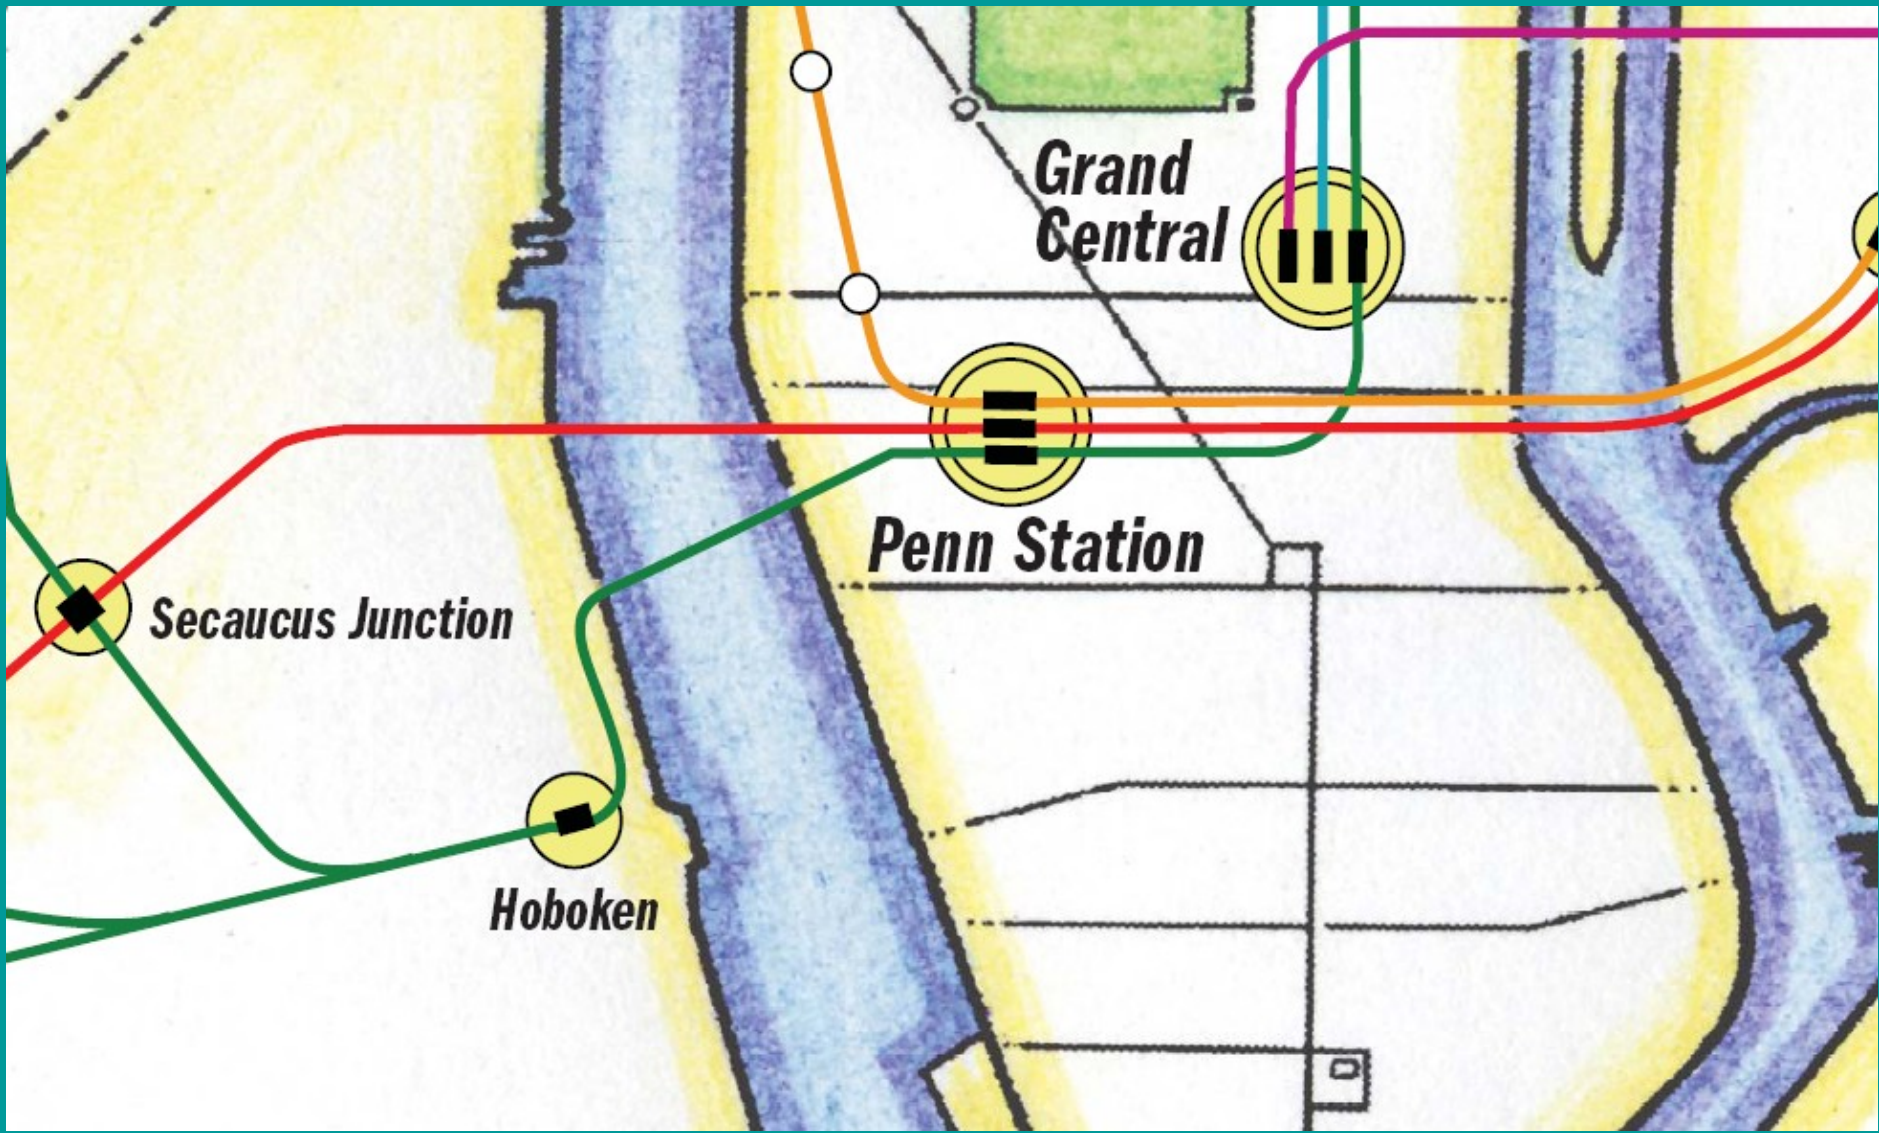 Grand
Central
Penn Station
Secaucus Junction
Hoboken